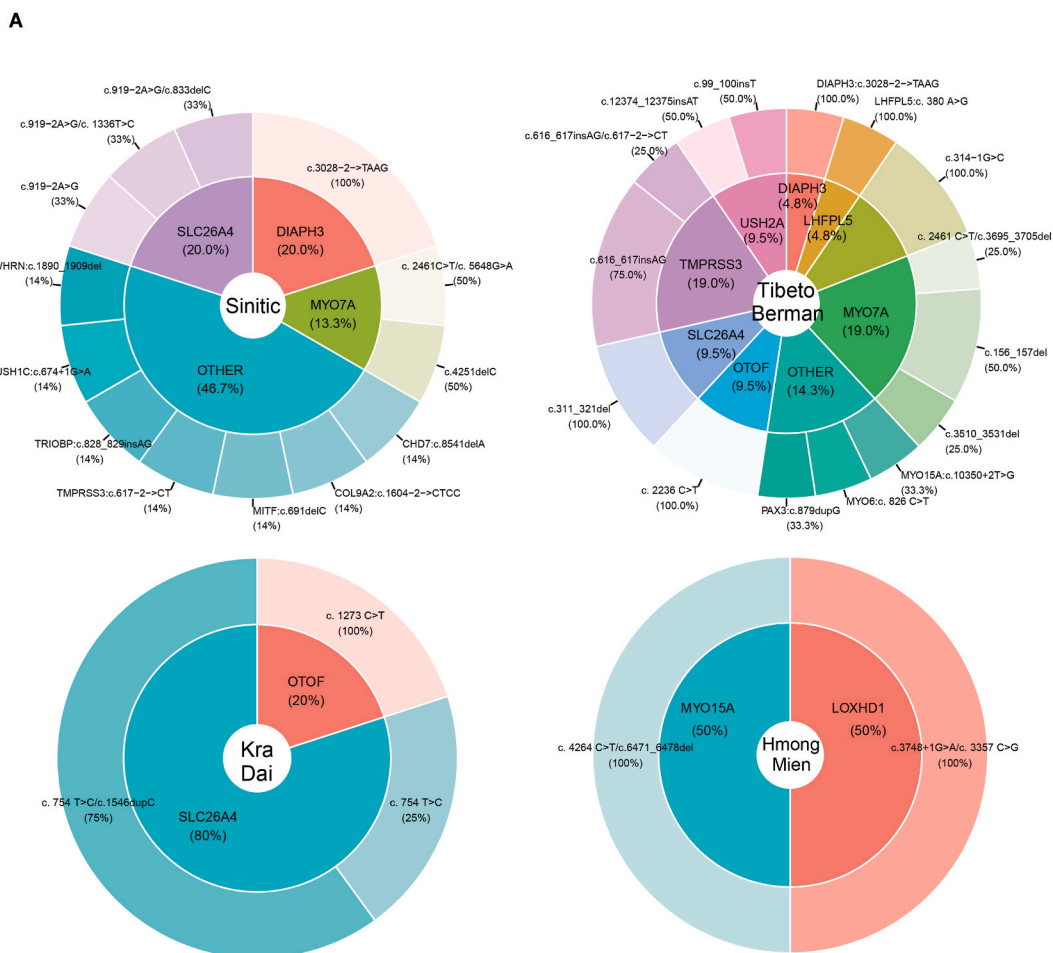 A
c.919-2A>G/c.833delC
(33%)
c.919-2A>G/c. 1336T>C
(33%)
c.919-2A>G
(33%)
c.3028-2->TAAG
(100%)
SLC26A4
(20.0%)
DIAPH3
(20.0%)
WHRN:c.1890_1909del
(14%)
c. 2461C>T/c. 5648G>A
(50%)
Sinitic
MYO7A
(13.3%)
OTHER
(46.7%)
USH1C:c.674+1G>A
(14%)
c.4251delC
(50%)
TRIOBP:c.828_829insAG
(14%)
CHD7:c.8541delA
(14%)
TMPRSS3:c.617-2->CT
(14%)
COL9A2:c.1604-2->CTCC
(14%)
MITF:c.691delC
(14%)
c.99_100insT
(50.0%)
DIAPH3:c.3028-2->TAAG
(100.0%)
c.12374_12375insAT
(50.0%)
LHFPL5:c. 380 A>G
(100.0%)
c.616_617insAG/c.617-2->CT
(25.0%)
c.314-1G>C
(100.0%)
DIAPH3
(4.8%)
USH2A
(9.5%)
LHFPL5
(4.8%)
c. 2461 C>T/c.3695_3705del
(25.0%)
c.616_617insAG
(75.0%)
TMPRSS3
(19.0%)
Tibeto
Berman
MYO7A
(19.0%)
SLC26A4
(9.5%)
OTOF
(9.5%)
OTHER
(14.3%)
c.156_157del
(50.0%)
c.311_321del
(100.0%)
c.3510_3531del
(25.0%)
c. 2236 C>T
(100.0%)
MYO15A:c.10350+2T>G
(33.3%)
MYO6:c. 826 C>T
PAX3:c.879dupG
(33.3%)
c. 1273 C>T
(100%)
OTOF
(20%)
Kra
Dai
c. 754 T>C/c.1546dupC
(75%)
SLC26A4
(80%)
c. 754 T>C
(25%)
MYO15A
(50%)
LOXHD1
(50%)
Hmong
Mien
c. 4264 C>T/c.6471_6478del
(100%)
c.3748+1G>A/c. 3357 C>G
(100%)